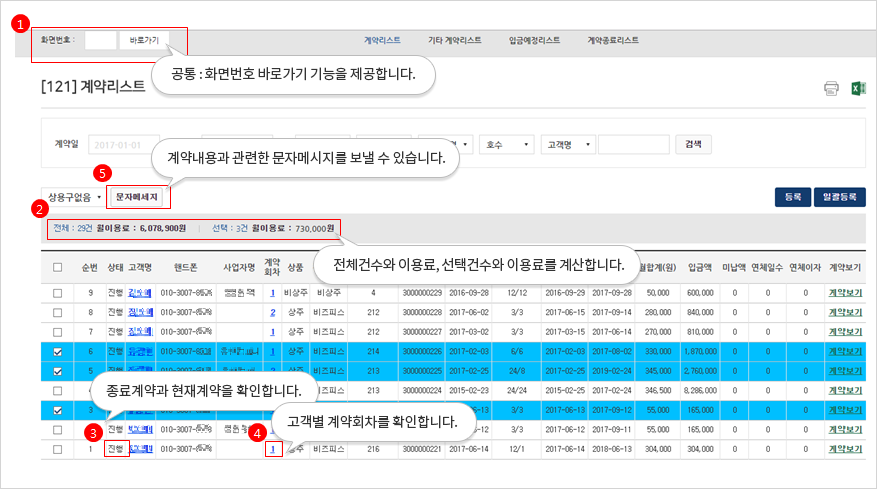 1
화면번호 : 바로가기 계약리스트 기타 계약리스트 입금예정리스트 계약종료리스트
공통 : 화면번호 바로가기 기능을 제공합니다.
[121] 계약리스트
계약일 2017-01-01 호수 고객명 검색
계약내용과 관련한 문자메시지를 보낼 수 있습니다.
5
상용구없음 문자메세지 등록 일괄등록
2
전체 : 29건 월이용료 : 6,078,900원 | 선택 : 3건 월이용료 : 730,000원
전체건수와 이용료, 선택건수와 이용료를 계산합니다.
순번 상태 고객명 핸드폰 사업자명 계약회차 상품 월합계(원) 입금액 미납액 연체일수 연체이자 계약보기
9 진행 010-3007- 1 비상주 비상주 4 3000000229 2016-09-28 12/12 2016-09-29 2017-09-28 50,000 600,000 0 0 0 계약보기
8 진행 010-3007- 2 상주 비즈피스 212 3000000228 2017-06-02 3/3 2017-06-15 2017-09-14 280,000 840,000 0 0 0 계약보기
7 진행 010-3007- 1 상주 비즈피스 212 3000000227 2017-03-02 3/3 2017-03-15 2017-06-14 270,000 810,000 0 0 0 계약보기
6 진행 010-3007- 1 상주 비즈피스 214 3000000226 2017-02-03 6/6 2017-02-03 2017-08-02 330,000 1,870,000 0 0 0 계약보기
5 진행 010-3007- 2 상주 비즈피스 213 3000000225 2017-02-25 24/8 2017-02-25 2019-02-24 345,000 2,760,000 0 0 0 계약보기
비즈피스 213 3000000224 2015-02-23 24/24 2015-02-25 2017-02-24 346,500 8,286,000 0 0 0 계약보기
종료계약과 현재계약을 확인합니다.
3 3/3 2017-06-13 2017-09-12 55,000 165,000 0 0 0 계약보기
고객별 계약회차를 확인합니다.
3 4
진행 010-3007- 3/3 2017-06-12 2017-09-11 55,000 165,000 0 0 0 계약보기
1 진행 010-3007- 1 상주 비즈피스 216 3000000221 2017-06-14 12/1 2017-06-14 2018-06-13 304,000 304,000 0 0 0 계약보기